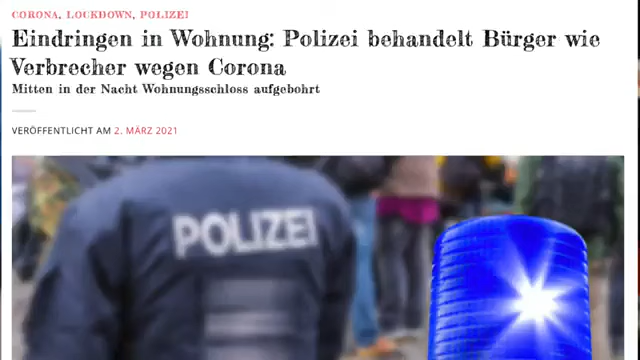 CORONA, LOCKDOWN, POLIZEI
Eindringen in Wohnung: Polizei behandelt Bürger wie
Verbrecher wegen Corona
Mitten in der Nacht Wohnungsschloss aufgebohrt
VERÖFFENTLICHT AM 2. MÄRZ 2021
POLIZEI